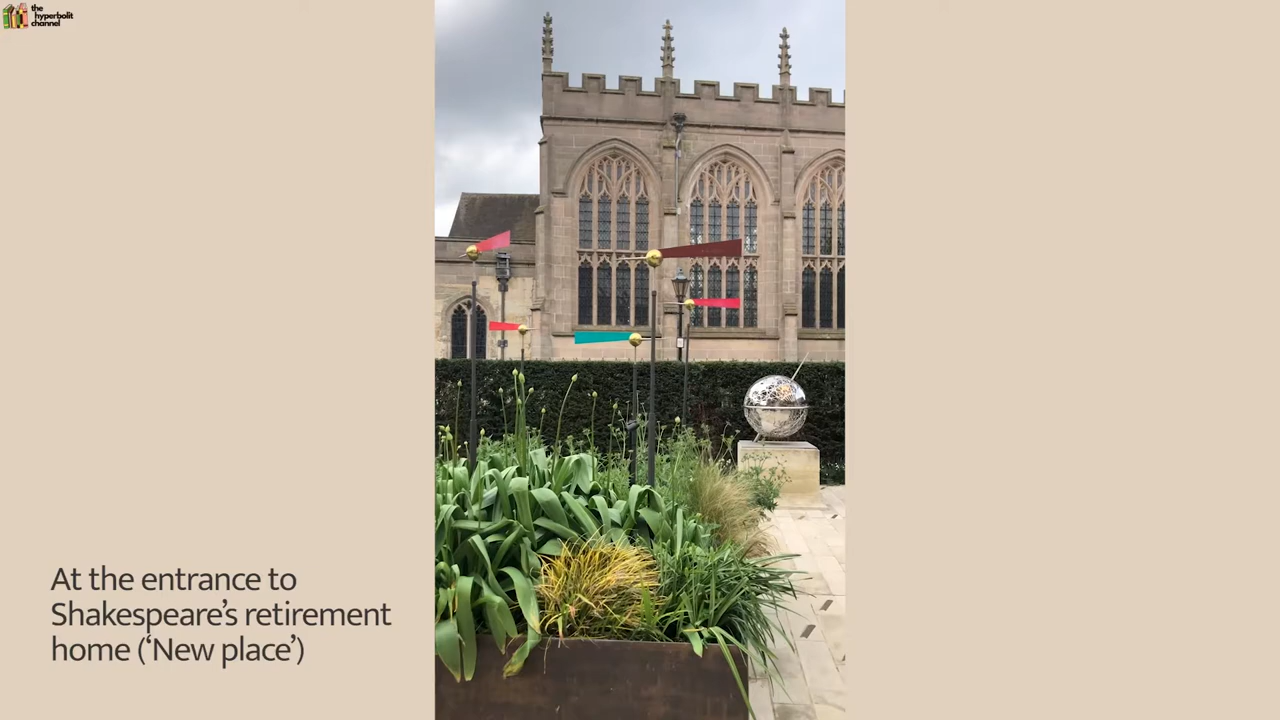 the
hyperbolit
channel
At the entrance to
Shakespeare's retirement
home (‘New place’)